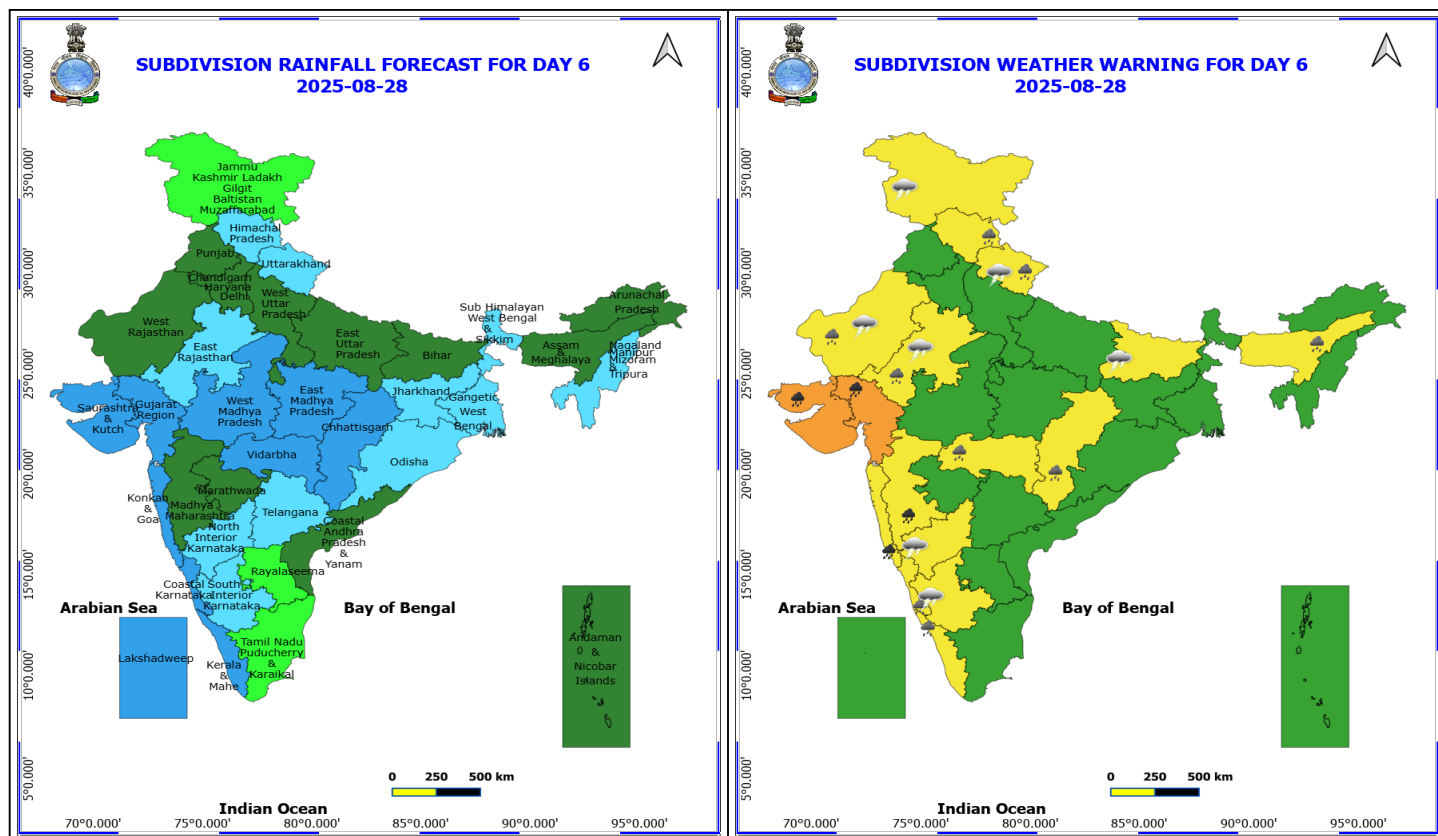 SUBDIVISION RAINFALL FORECAST FOR DAY 6
2025-08-28
40°0.000'
35°0.000'
30°0.000'
25°0.000'
20°0.000'
15°0.000'
10°0.000'
5°0.000'
Jammu
Kashmir Ladakh
Gilgit
Baltistan
Muzaffarabad
Himachal
Pradesh
Punjab
Uttarakhand
Chandigarh
Haryana
Delhi
West
Uttar
Pradesh
West
Rajasthan
East
Rajasthan
East
Uttar
Pradesh
Bihar
Sub Himalayan
West Bengal
&
Sikkim
Arunachal
Pradesh
Assam
&
Meghalaya
Nagaland
Manipur
Mizoram
&
Tripura
Saurashtra
&
Kutch
Gujarat
Region
West
Madhya
Pradesh
East
Madhya
Pradesh
Jharkhand
Gangetic
West
Bengal
Chhattisgarh
Vidarbha
Odisha
Konkan
&
Goa
Madhya
Maharashtra
Marathwada
Telangana
North
Interior
Karnataka
Coastal
Andhra
Pradesh
&
Yanam
Rayalaseema
Coastal
Karnataka
South
Interior
Karnataka
Tamil Nadu
Puducherry
&
Karaikal
Kerala
&
Mahe
Arabian Sea
Bay of Bengal
Lakshadweep
Andaman
&
Nicobar
Islands
0 250 500 km
Indian Ocean
70°0.000' 75°0.000' 80°0.000' 85°0.000' 90°0.000' 95°0.000'
SUBDIVISION WEATHER WARNING FOR DAY 6
2025-08-28
40°0.000'
35°0.000'
30°0.000'
25°0.000'
20°0.000'
15°0.000'
10°0.000'
5°0.000'
Arabian Sea
Bay of Bengal
0 250 500 km
Indian Ocean
70°0.000' 75°0.000' 80°0.000' 85°0.000' 90°0.000' 95°0.000'